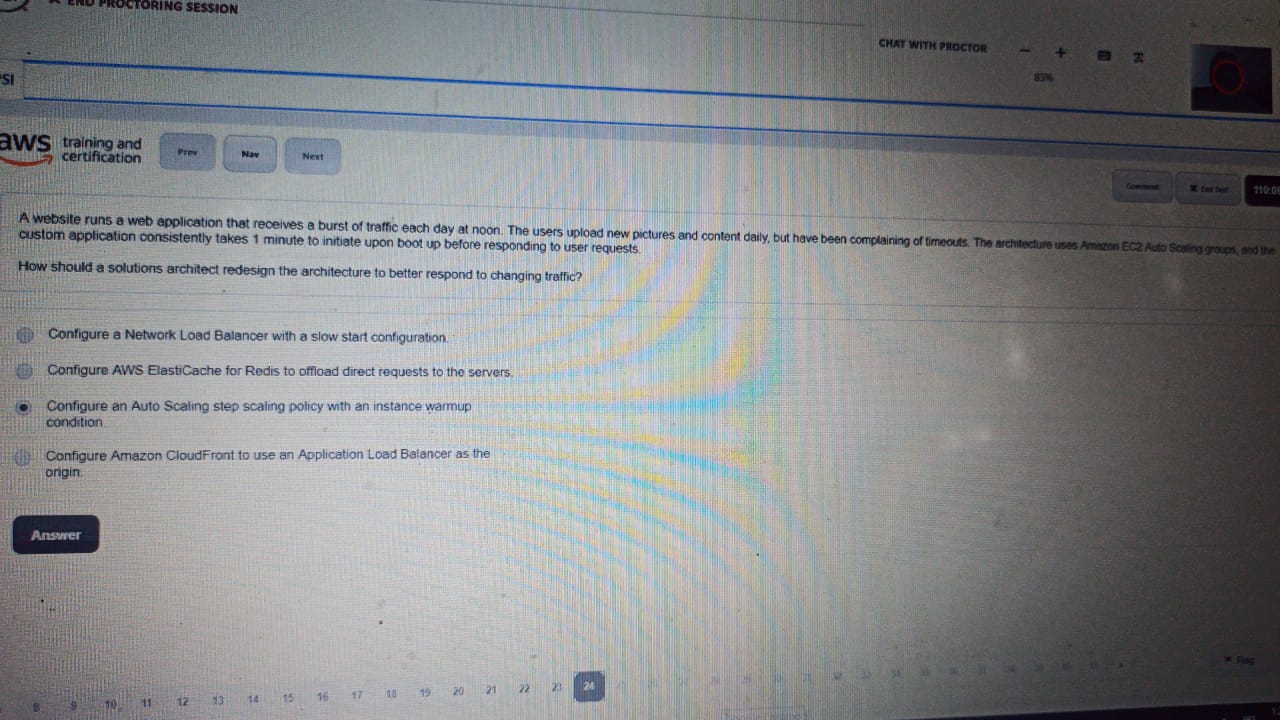 END PROCTORING SESSION
CHAT WITH PROCTOR
83%
SI
aws training and
certification
Prev
Nav
Next
Comment
End Test
A website runs a web application that receives a burst of traffic each day at noon. The users upload new pictures and content daily, but have been complaining of timeouts. The architecture uses Amazon EC2 Auto Scaling groups, and the
custom application consistently takes 1 minute to initiate upon boot up before responding to user requests.
How should a solutions architect redesign the architecture to better respond to changing traffic?
Configure a Network Load Balancer with a slow start configuration.
Configure AWS ElastiCache for Redis to offload direct requests to the servers.
Configure an Auto Scaling step scaling policy with an instance warmup
condition.
Configure Amazon CloudFront to use an Application Load Balancer as the
origin.
Answer
Flag
8 9 10 11 12 13 14 15 16 17 18 19 20 21 22 23 24